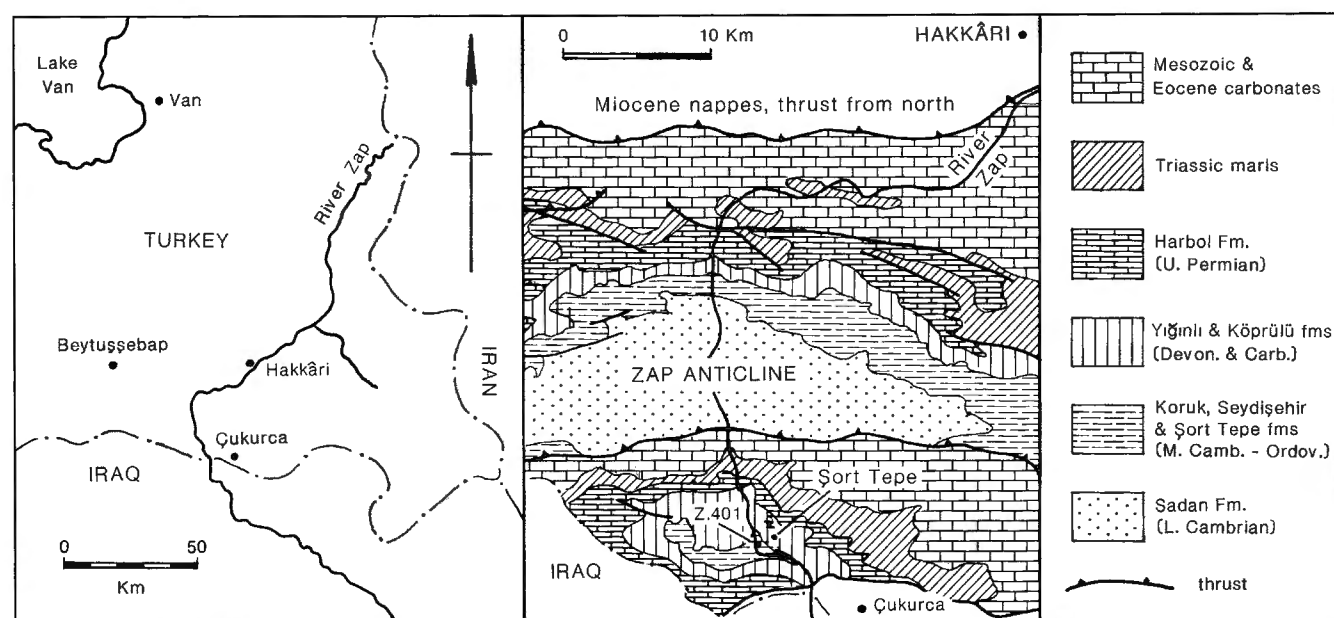 Lake
Van
Van
River Zap
TURKEY
Beytuşşebap
Hakkâri
IRAN
Çukurca
IRAQ
0 50
Km
0 10 Km
HAKKÂRI
Miocene nappes, thrust from north
River
Zap
ZAP ANTICLINE
Şort Tepe
Z.401
IRAQ
Çukurca
Mesozoic &
Eocene carbonates
Triassic marls
Harbol Fm.
(U. Permian)
Yığınlı & Köprülü fms
(Devon. & Carb.)
Koruk, Seydişehir
& Şort Tepe fms
(M. Camb. - Ordov.)
Sadan Fm.
(L. Cambrian)
thrust